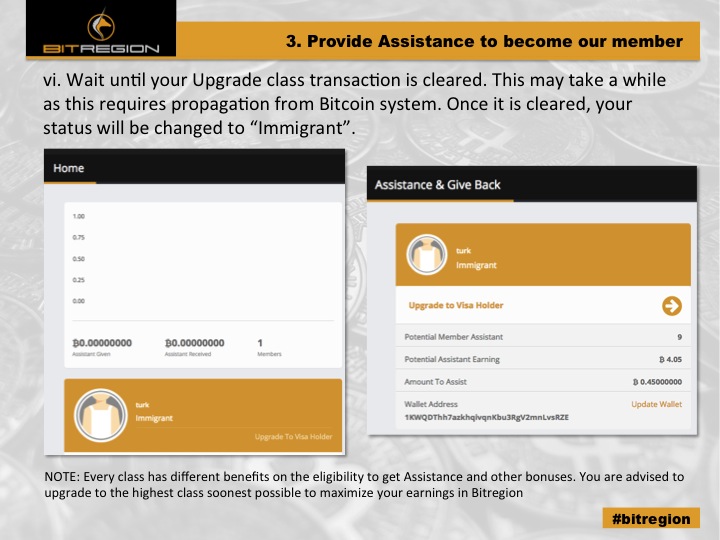 BITREGION
3. Provide Assistance to become our member
vi. Wait until your Upgrade class transaction is cleared. This may take a while
as this requires propagation from Bitcoin system. Once it is cleared, your
status will be changed to “Immigrant”.
Home
1.00
0.75
0.50
0.25
0.00
₿0.00000000 ₿0.00000000 1
Assistant Given Assistant Received Members
turk
Immigrant
Upgrade To Visa Holder
Assistance & Give Back
turk
Immigrant
Upgrade to Visa Holder
Potential Member Assistant 9
Potential Assistant Earning ₿ 4.05
Amount To Assist ₿ 0.45000000
Wallet Address Update Wallet
1KWQDThh7azkhqivqnKbu3RgV2mnLvsRZE
NOTE: Every class has different benefits on the eligibility to get Assistance and other bonuses. You are advised to
upgrade to the highest class soonest possible to maximize your earnings in Bitregion
#bitregion